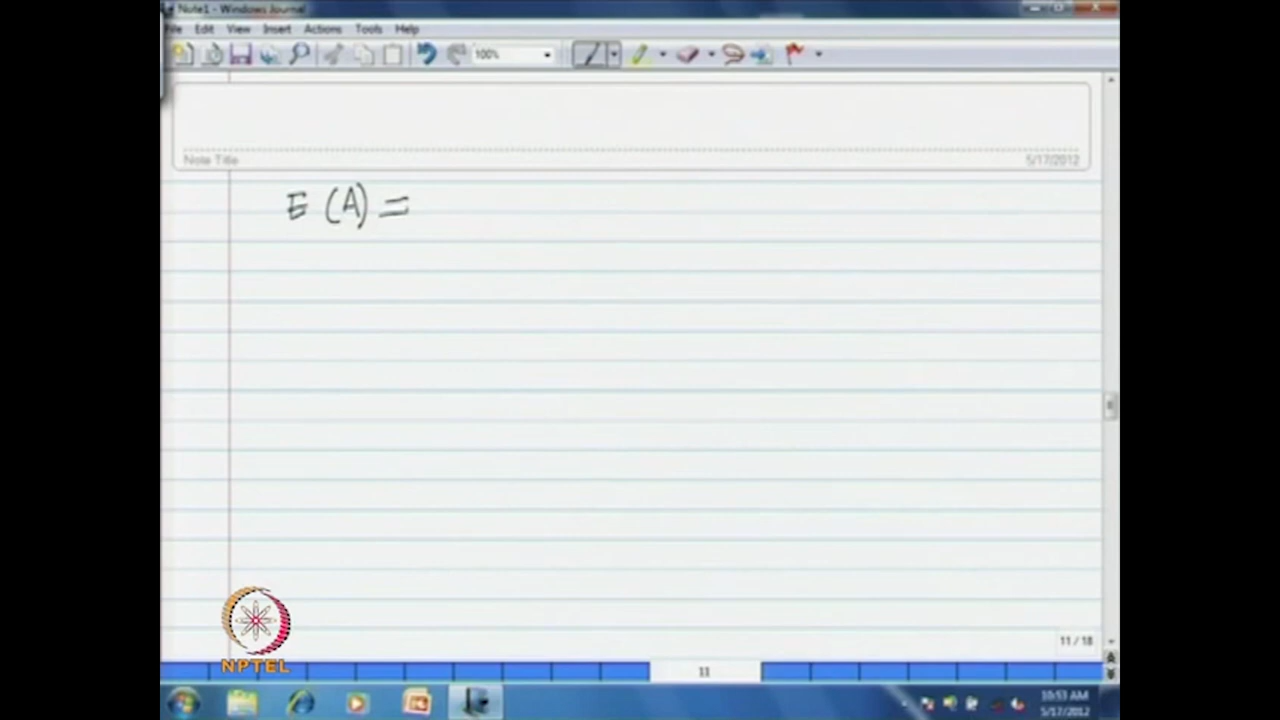 Note1 - Windows Journal
File Edit View Insert Actions Tools Help
100%
Note Title
5/17/2012
E (A) =
NPTEL
11 / 18
11
10:53 AM
5/17/2012